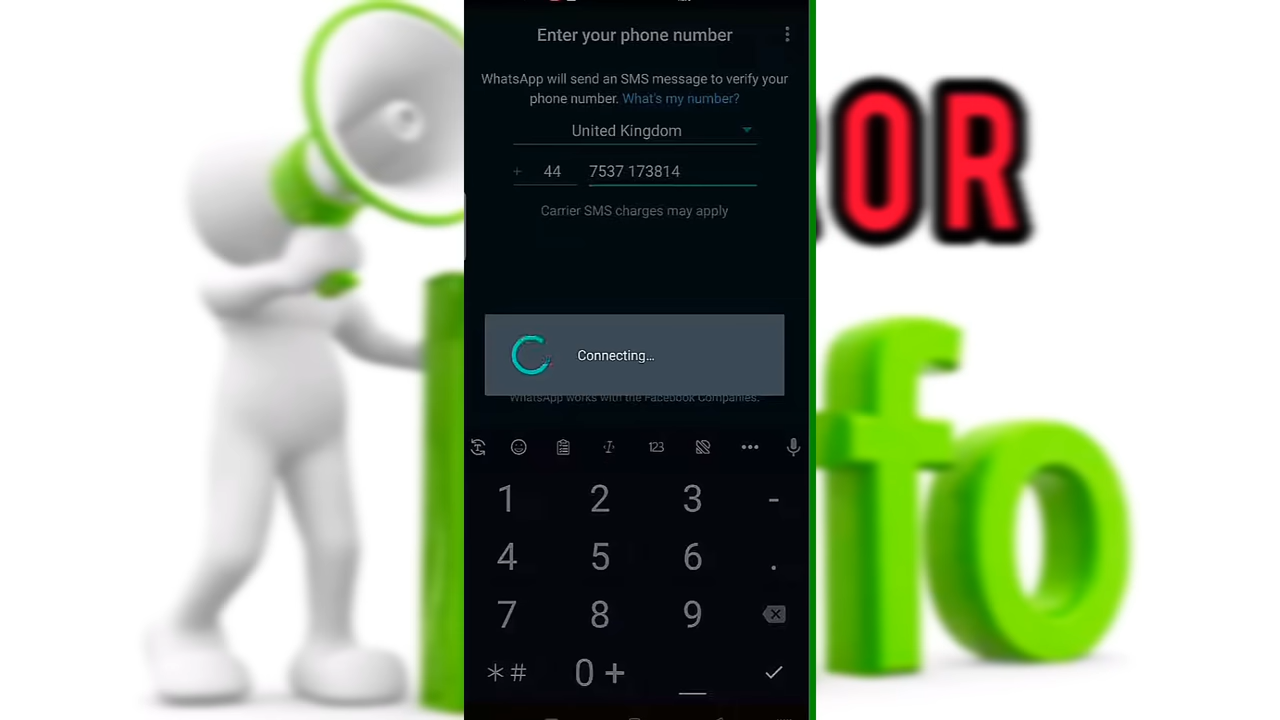 Enter your phone number
WhatsApp will send an SMS message to verify your
phone number. What's my number?
United Kingdom
+ 44 7537 173814
Carrier SMS charges may apply
Connecting...
WhatsApp works with the Facebook Companies.
123
1 2 3 -
4 5 6 .
7 8 9
*# 0 +
OR
fo